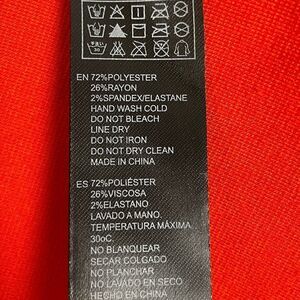 EN 72%POLYESTER
26%RAYON
2%SPANDEX/ELASTANE
HAND WASH COLD
DO NOT BLEACH
LINE DRY
DO NOT IRON
DO NOT DRY CLEAN
MADE IN CHINA
ES 72%POLIÉSTER
26%VISCOSA
2%ELASTANO
LAVADO A MANO.
TEMPERATURA MÁXIMA
30oC
NO BLANQUEAR
SECAR COLGADO
NO PLANCHAR
NO LAVADO EN SECO
HECHO EN CHINA